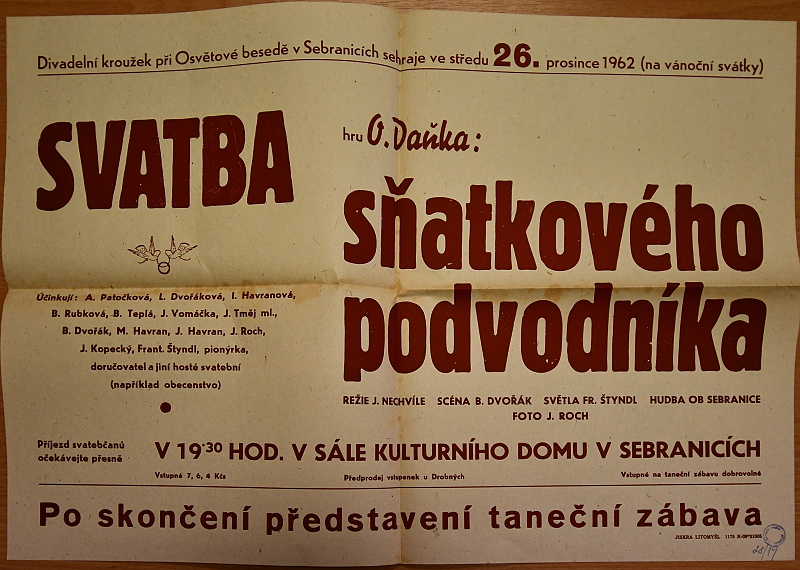 Divadelní kroužek při Osvětové besedě v Sebranicích sehraje ve středu 26. prosince 1962 (na vánoční svátky)
SVATBA
hru O. Daňka:
sňatkového
podvodníka
Účinkují: A. Patočková, L. Dvořáková, I. Havranová,
B. Rubková, B. Teplá, J. Vomáčka, J. Tměj ml.,
B. Dvořák, M. Havran, J. Havran, J. Roch,
J. Kopecký, Frant. Štyndl, pionýrka,
doručovatel a jiní hosté svatební
(například obecenstvo)
REŽIE J. NECHVÍLE SCÉNA B. DVOŘÁK SVĚTLA FR. ŠTYNDL HUDBA OB SEBRANICE
FOTO J. ROCH
Příjezd svatebčanů
očekávejte přesně
V 19·30 HOD. V SÁLE KULTURNÍHO DOMU V SEBRANICÍCH
Vstupné 7, 6, 4 Kčs Předprodej vstupenek u Drobných Vstupné na taneční zábavu dobrovolné
Po skončení představení taneční zábava
JISKRA LITOMYŠL 1175
28/19